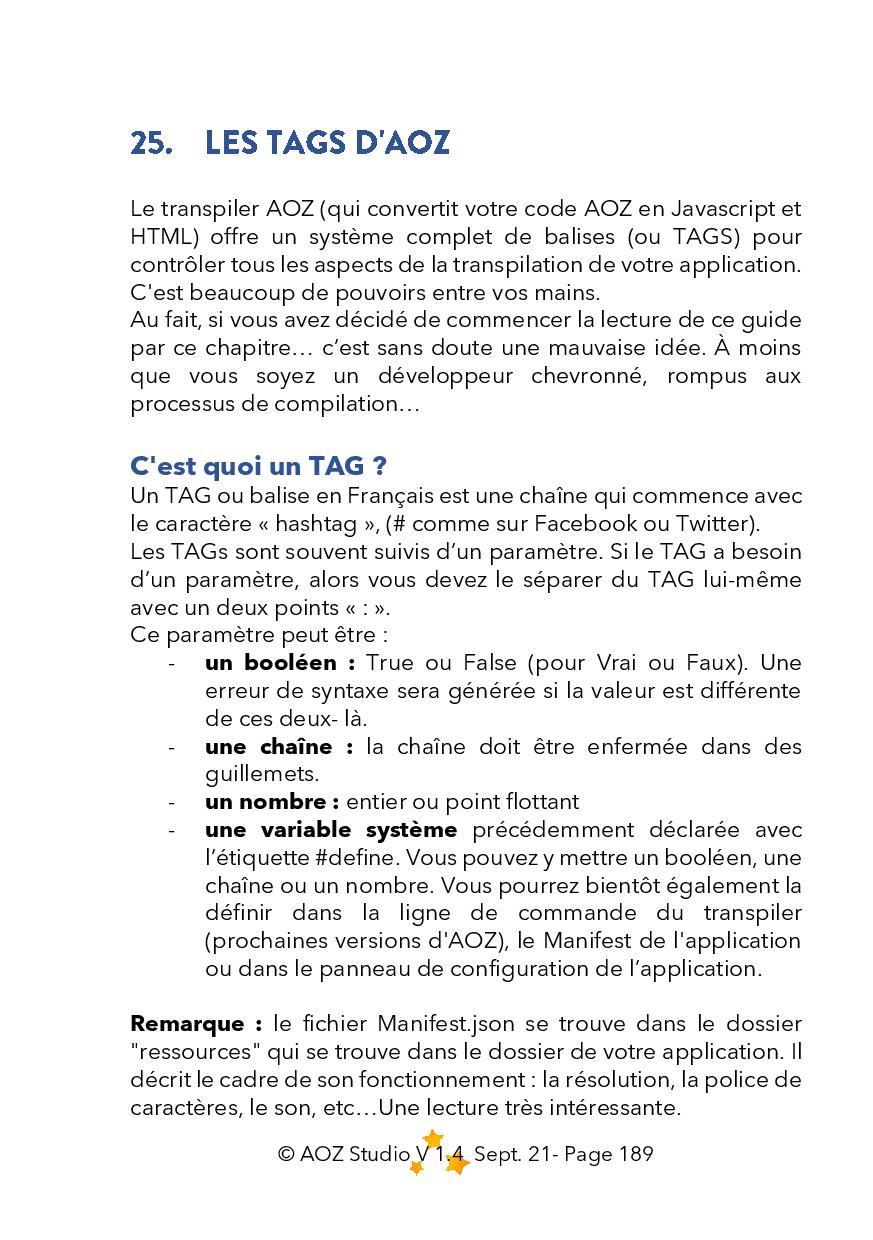 25. LES TAGS D'AOZ
Le transpiler AOZ (qui convertit votre code AOZ en Javascript et
HTML) offre un système complet de balises (ou TAGS) pour
contrôler tous les aspects de la transpilation de votre application.
C'est beaucoup de pouvoirs entre vos mains.
Au fait, si vous avez décidé de commencer la lecture de ce guide
par ce chapitre… c’est sans doute une mauvaise idée. À moins
que vous soyez un développeur chevronné, rompus aux
processus de compilation…
C'est quoi un TAG ?
Un TAG ou balise en Français est une chaîne qui commence avec
le caractère « hashtag », (# comme sur Facebook ou Twitter).
Les TAGs sont souvent suivis d’un paramètre. Si le TAG a besoin
d’un paramètre, alors vous devez le séparer du TAG lui-même
avec un deux points « : ».
Ce paramètre peut être :
- un booléen : True ou False (pour Vrai ou Faux). Une
erreur de syntaxe sera générée si la valeur est différente
de ces deux- là.
- une chaîne : la chaîne doit être enfermée dans des
guillemets.
- un nombre : entier ou point flottant
- une variable système précédemment déclarée avec
l’étiquette #define. Vous pouvez y mettre un booléen, une
chaîne ou un nombre. Vous pourrez bientôt également la
définir dans la ligne de commande du transpiler
(prochaines versions d'AOZ), le Manifest de l'application
ou dans le panneau de configuration de l’application.
Remarque : le fichier Manifest.json se trouve dans le dossier
"ressources" qui se trouve dans le dossier de votre application. Il
décrit le cadre de son fonctionnement : la résolution, la police de
caractères, le son, etc…Une lecture très intéressante.
© AOZ Studio V 1.4 Sept. 21- Page 189